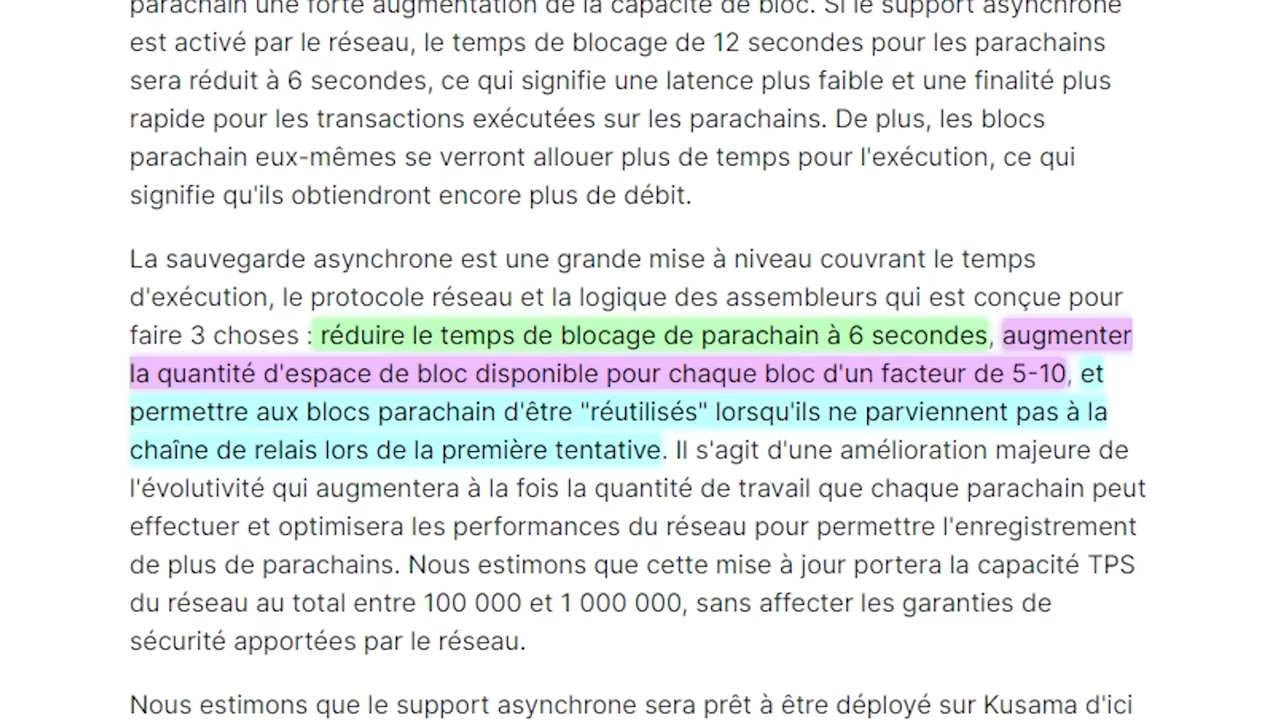 parachain une forte augmentation de la capacité de bloc. Si le support asynchrone
est activé par le réseau, le temps de blocage de 12 secondes pour les parachains
sera réduit à 6 secondes, ce qui signifie une latence plus faible et une finalité plus
rapide pour les transactions exécutées sur les parachains. De plus, les blocs
parachain eux-mêmes se verront allouer plus de temps pour l'exécution, ce qui
signifie qu'ils obtiendront encore plus de débit.
La sauvegarde asynchrone est une grande mise à niveau couvrant le temps
d'exécution, le protocole réseau et la logique des assembleurs qui est conçue pour
faire 3 choses : réduire le temps de blocage de parachain à 6 secondes, augmenter
la quantité d'espace de bloc disponible pour chaque bloc d'un facteur de 5-10, et
permettre aux blocs parachain d'être "réutilisés" lorsqu'ils ne parviennent pas à la
chaîne de relais lors de la première tentative. Il s'agit d'une amélioration majeure de
l'évolutivité qui augmentera à la fois la quantité de travail que chaque parachain peut
effectuer et optimisera les performances du réseau pour permettre l'enregistrement
de plus de parachains. Nous estimons que cette mise à jour portera la capacité TPS
du réseau au total entre 100 000 et 1 000 000, sans affecter les garanties de
sécurité apportées par le réseau.
Nous estimons que le support asynchrone sera prêt à être déployé sur Kusama d'ici